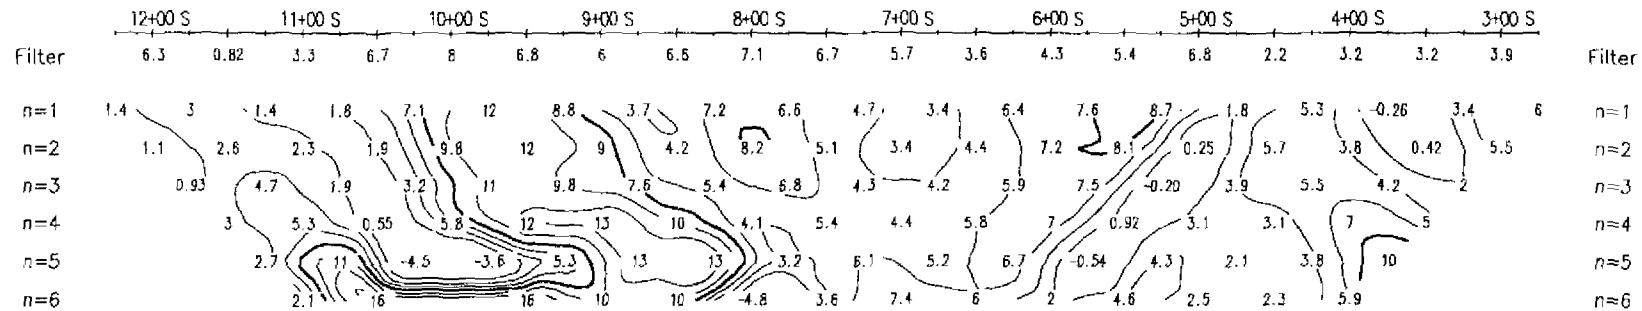 12+00 S 11+00 S 10+00 S 9+00 S 8+00 S 7+00 S 6+00 S 5+00 S 4+00 S 3+00 S
Filter 6.3 0.82 3.3 6.7 8 6.8 6 6.8 7.1 6.7 5.7 3.6 4.3 5.4 6.8 2.2 3.2 3.2 3.9 Filter
n=1 1.4 3 1.4 1.8 7.1 12 8.8 3.7 7.2 6.6 4.7 3.4 6.4 7.6 8.7 1.8 5.3 -0.26 3.4 6 n=1
n=2 1.1 2.6 2.3 1.9 9.8 12 9 4.2 8.2 5.1 3.4 4.4 7.2 8.1 0.25 5.7 3.8 0.42 5.5 n=2
n=3 0.93 4.7 1.9 3.2 11 9.8 7.6 5.4 6.8 4.3 4.2 5.9 7.5 -0.20 3.9 5.5 4.2 2 n=3
n=4 3 5.3 0.55 5.8 12 13 10 4.1 5.4 4.4 5.8 7 0.92 3.1 3.1 7 5 n=4
n=5 2.7 11 -4.5 -3.6 5.3 13 13 3.2 6.1 5.2 6.7 -0.54 4.3 2.1 3.8 10 n=5
n=6 2.1 16 16 10 10 -4.8 3.6 7.4 6 2 4.6 2.5 2.3 5.9 n=6